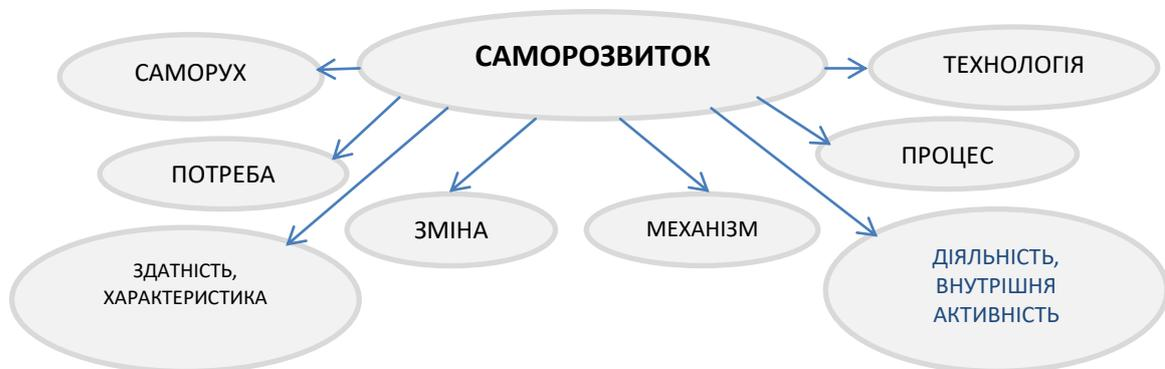 САМОРОЗВИТОК
САМОРУХ
ТЕХНОЛОГІЯ
ПОТРЕБА
ПРОЦЕС
ЗМІНА
МЕХАНІЗМ
ЗДАТНІСТЬ,
ХАРАКТЕРИСТИКА
ДІЯЛЬНІСТЬ,
ВНУТРІШНЯ
АКТИВНІСТЬ